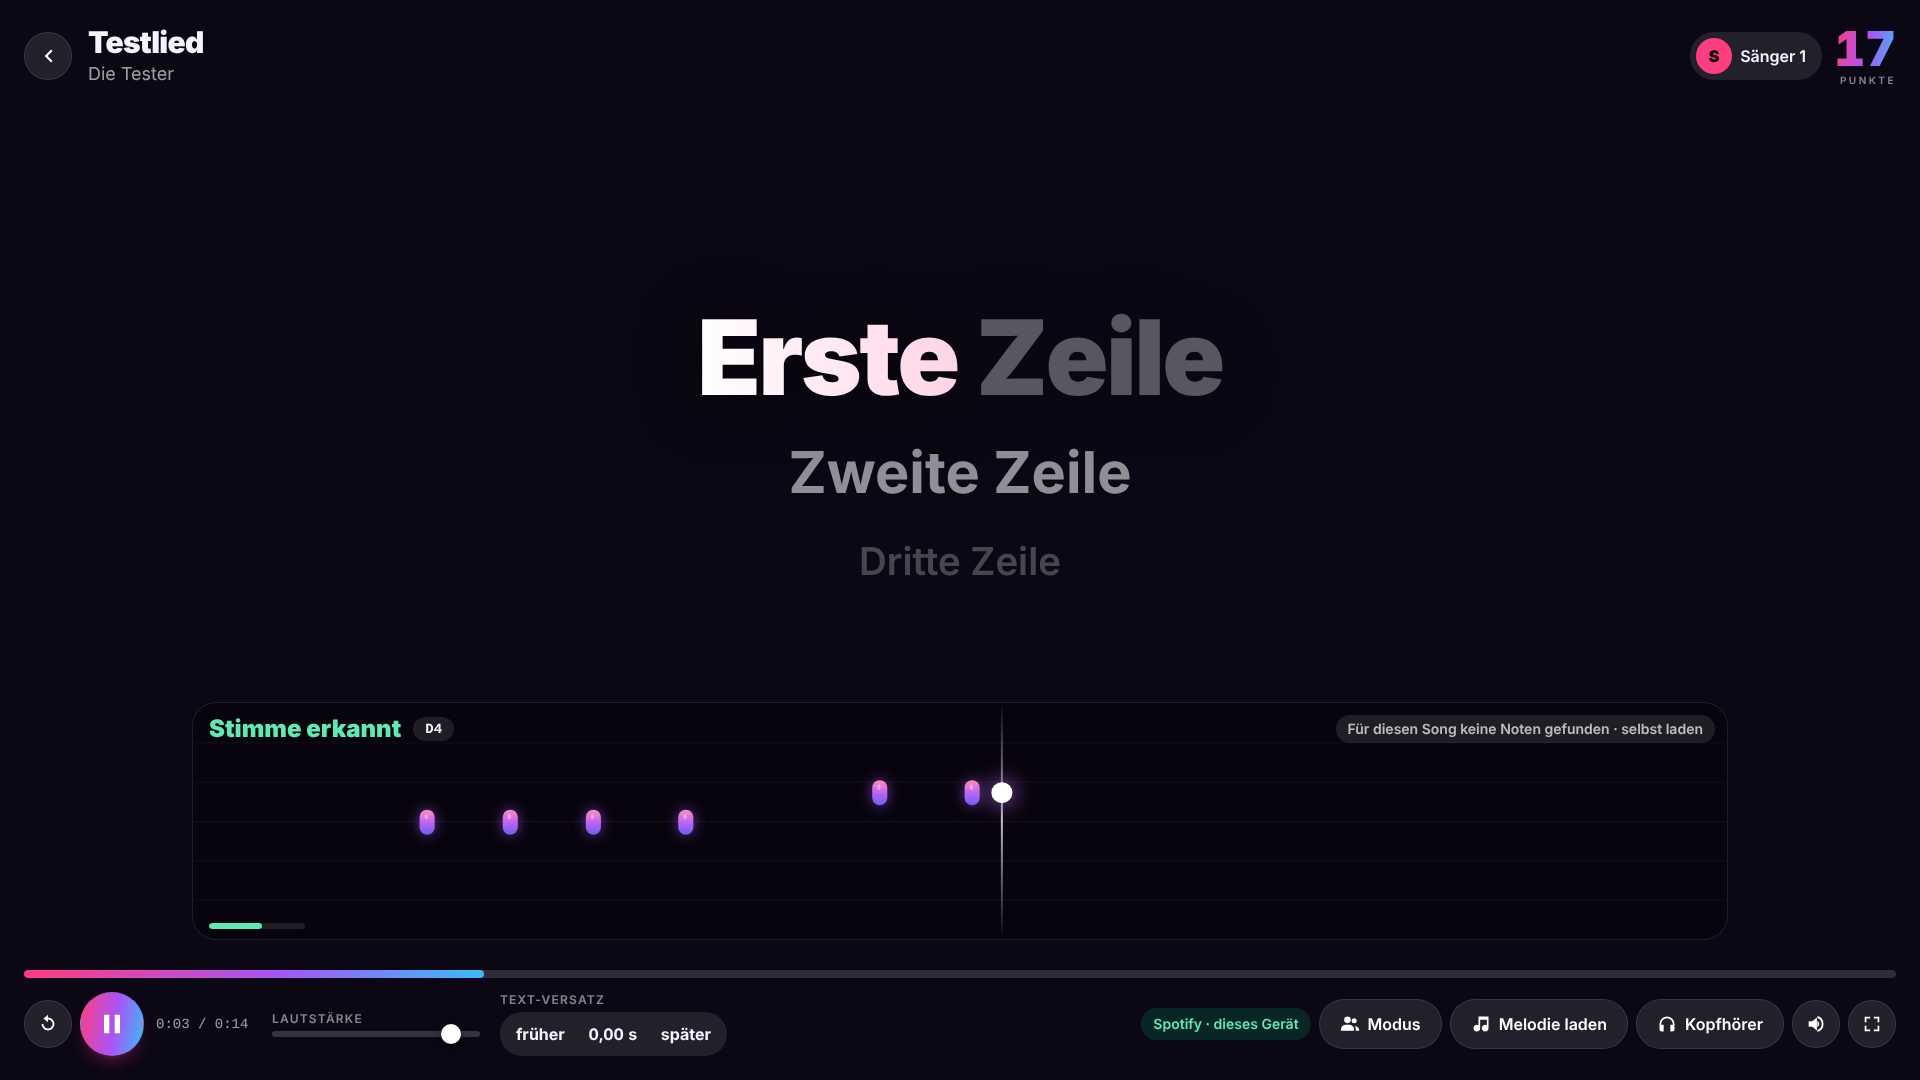 Testlied
Die Tester
S
Sänger 1
17
PUNKTE
Erste Zeile
Zweite Zeile
Dritte Zeile
Stimme erkannt
D4
Für diesen Song keine Noten gefunden · selbst laden
0:03 / 0:14
LAUTSTÄRKE
TEXT-VERSATZ
früher 0,00 s später
Spotify · dieses Gerät
Modus
Melodie laden
Kopfhörer